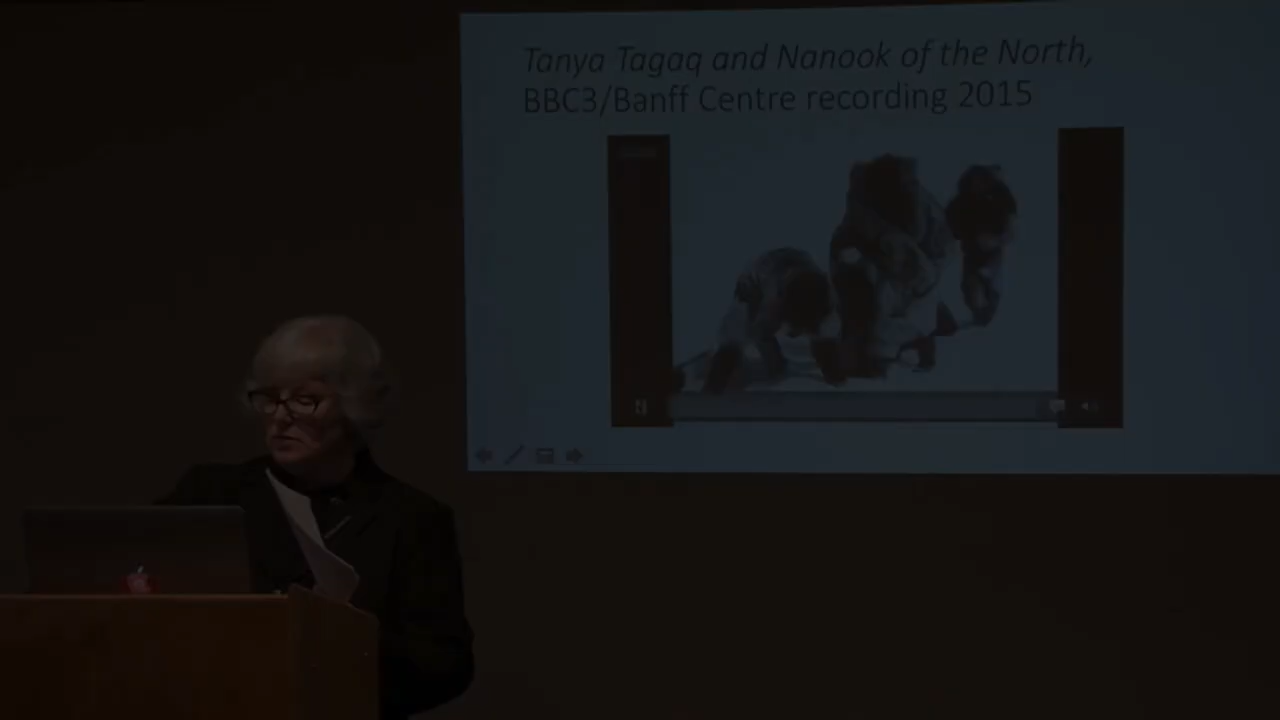 Tanya Tagaq and Nanook of the North,
BBC3/Banff Centre recording 2015